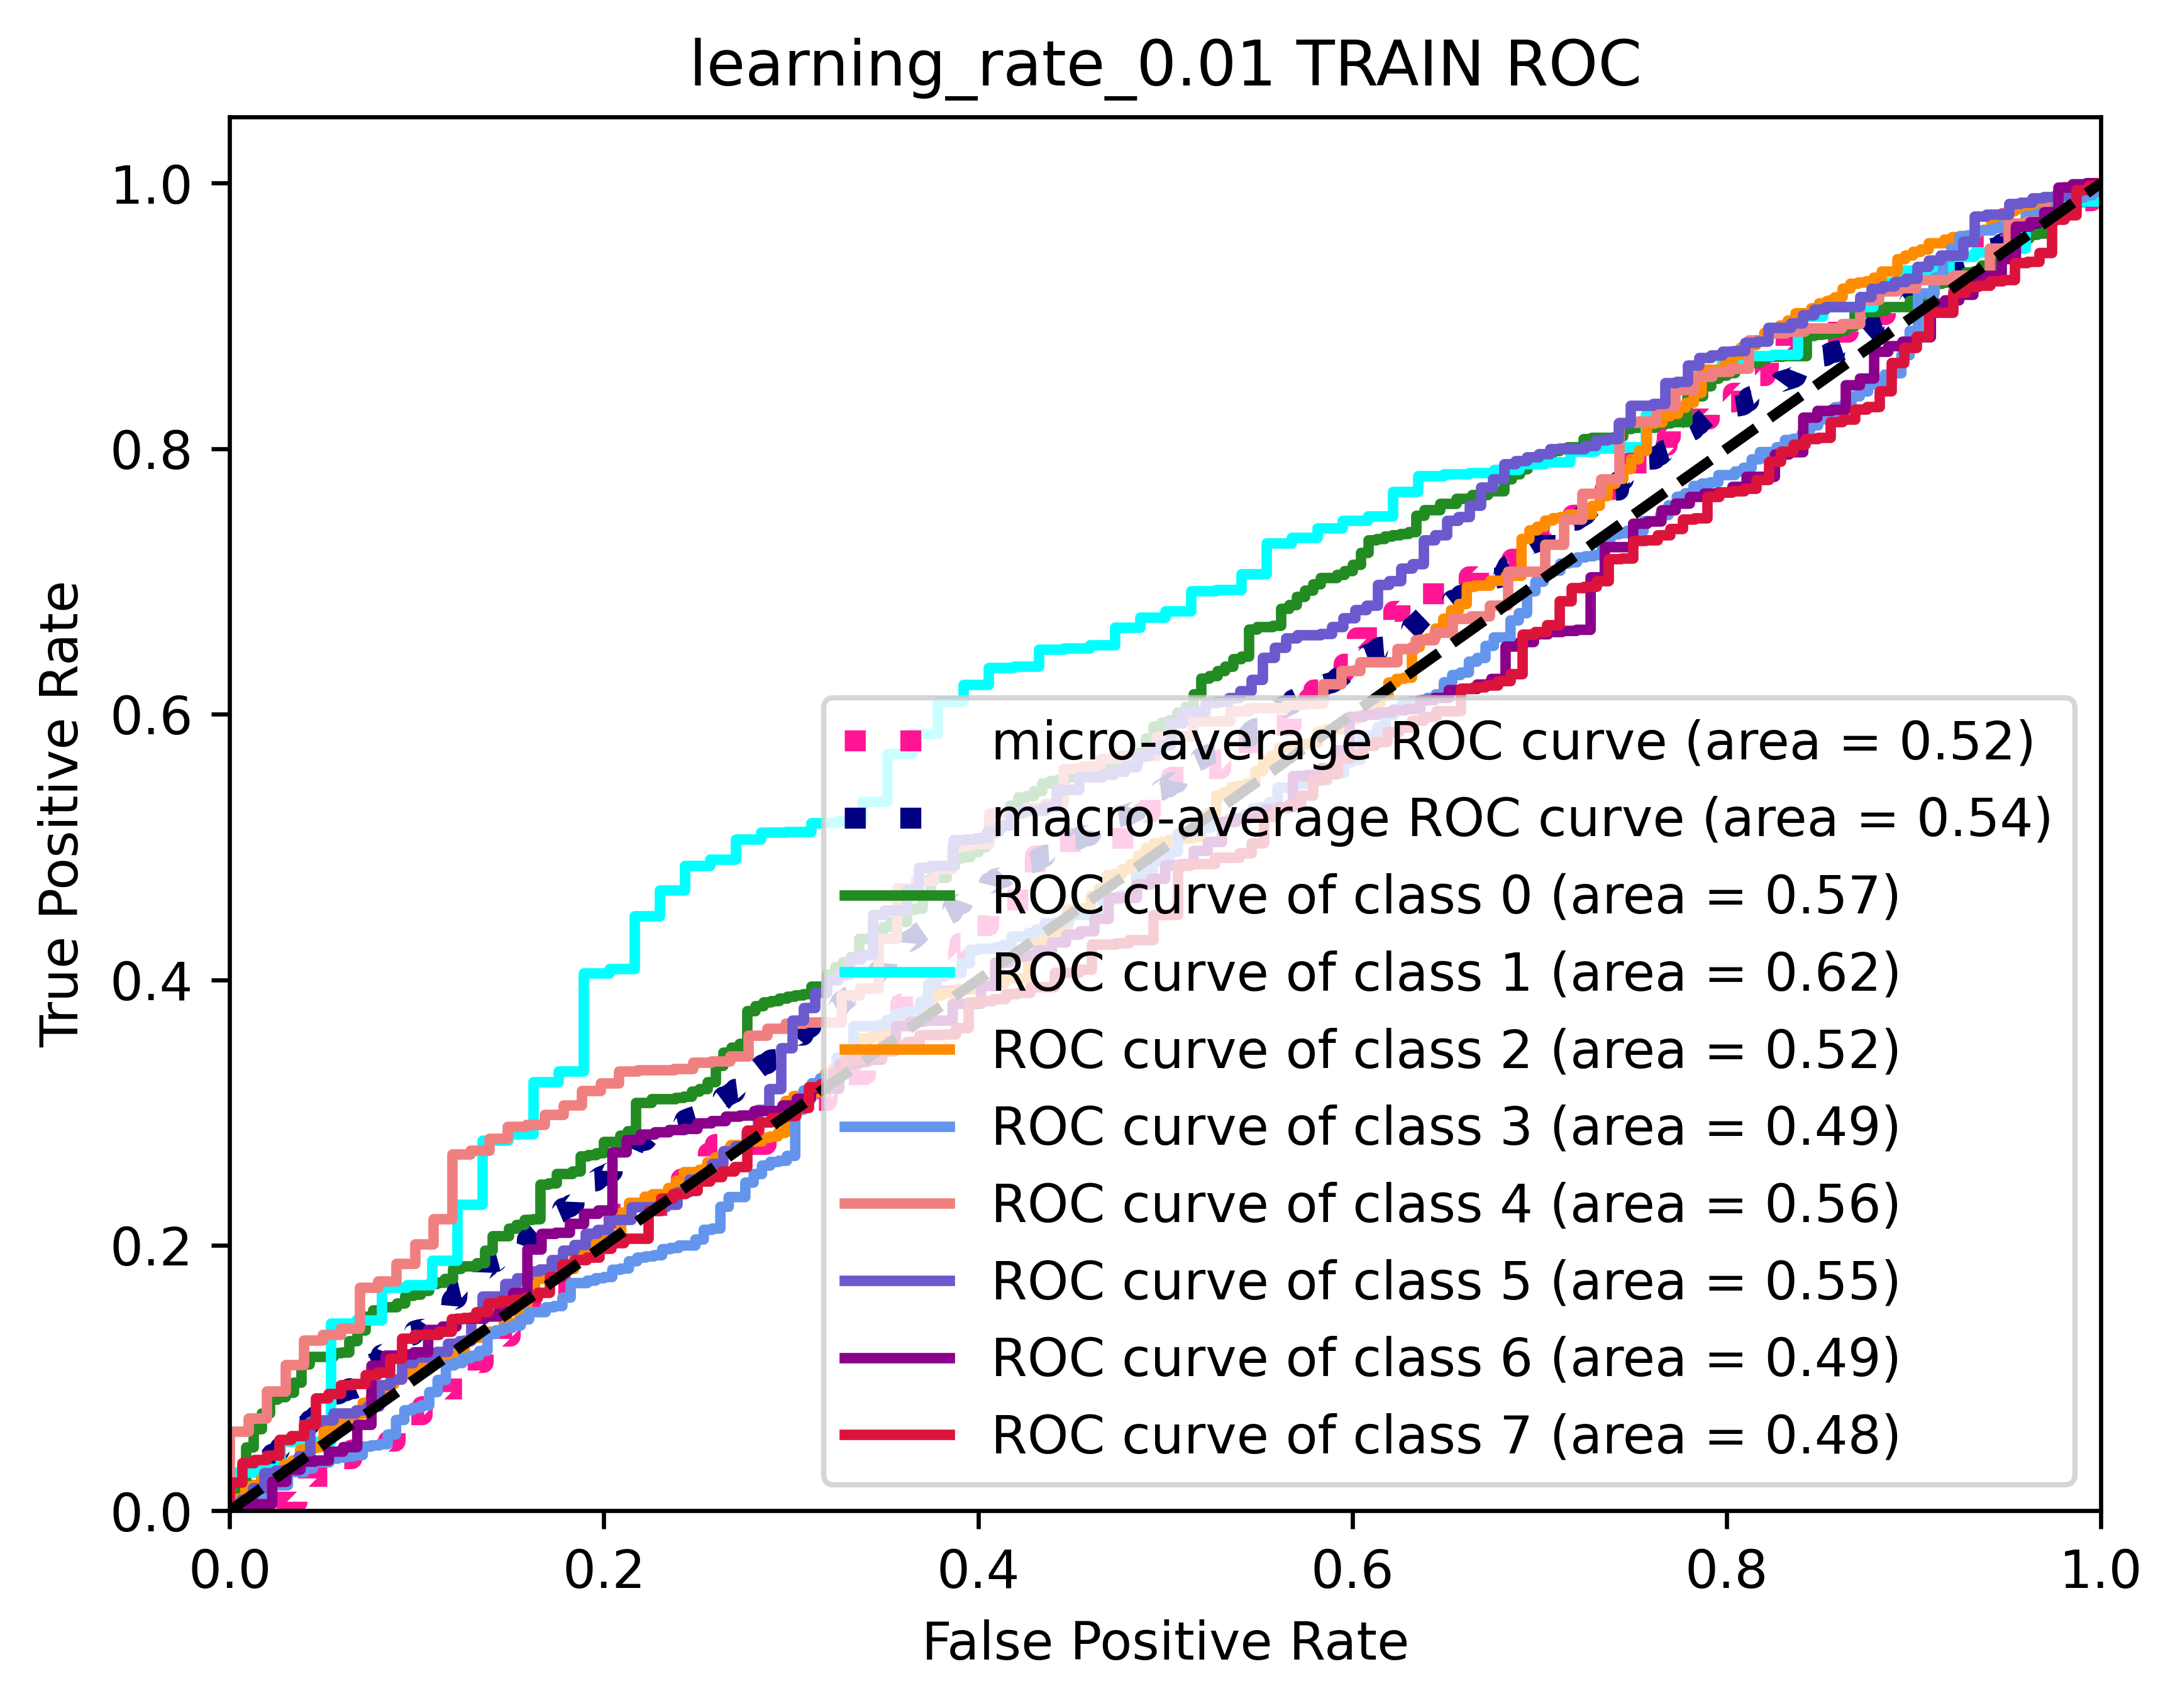 learning_rate_0.01 TRAIN ROC
True Positive Rate
1.0
0.8
0.6
0.4
0.2
0.0
micro-average ROC curve (area = 0.52)
macro-average ROC curve (area = 0.54)
ROC curve of class 0 (area = 0.57)
ROC curve of class 1 (area = 0.62)
ROC curve of class 2 (area = 0.52)
ROC curve of class 3 (area = 0.49)
ROC curve of class 4 (area = 0.56)
ROC curve of class 5 (area = 0.55)
ROC curve of class 6 (area = 0.49)
ROC curve of class 7 (area = 0.48)
0.0 0.2 0.4 0.6 0.8 1.0
False Positive Rate